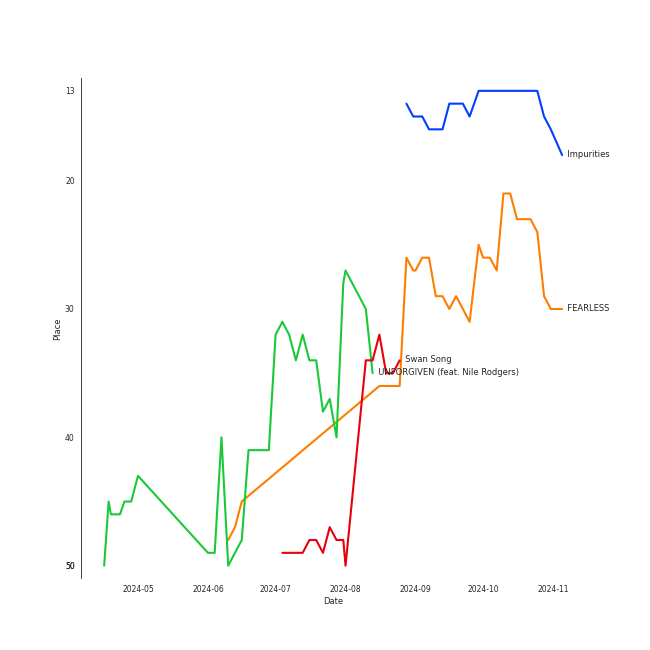 13
Impurities
20
30
FEARLESS
Place
Swan Song
UNFORGIVEN (feat. Nile Rodgers)
40
50
2024-05
2024-06
2024-07
2024-08
2024-09
2024-10
2024-11
Date